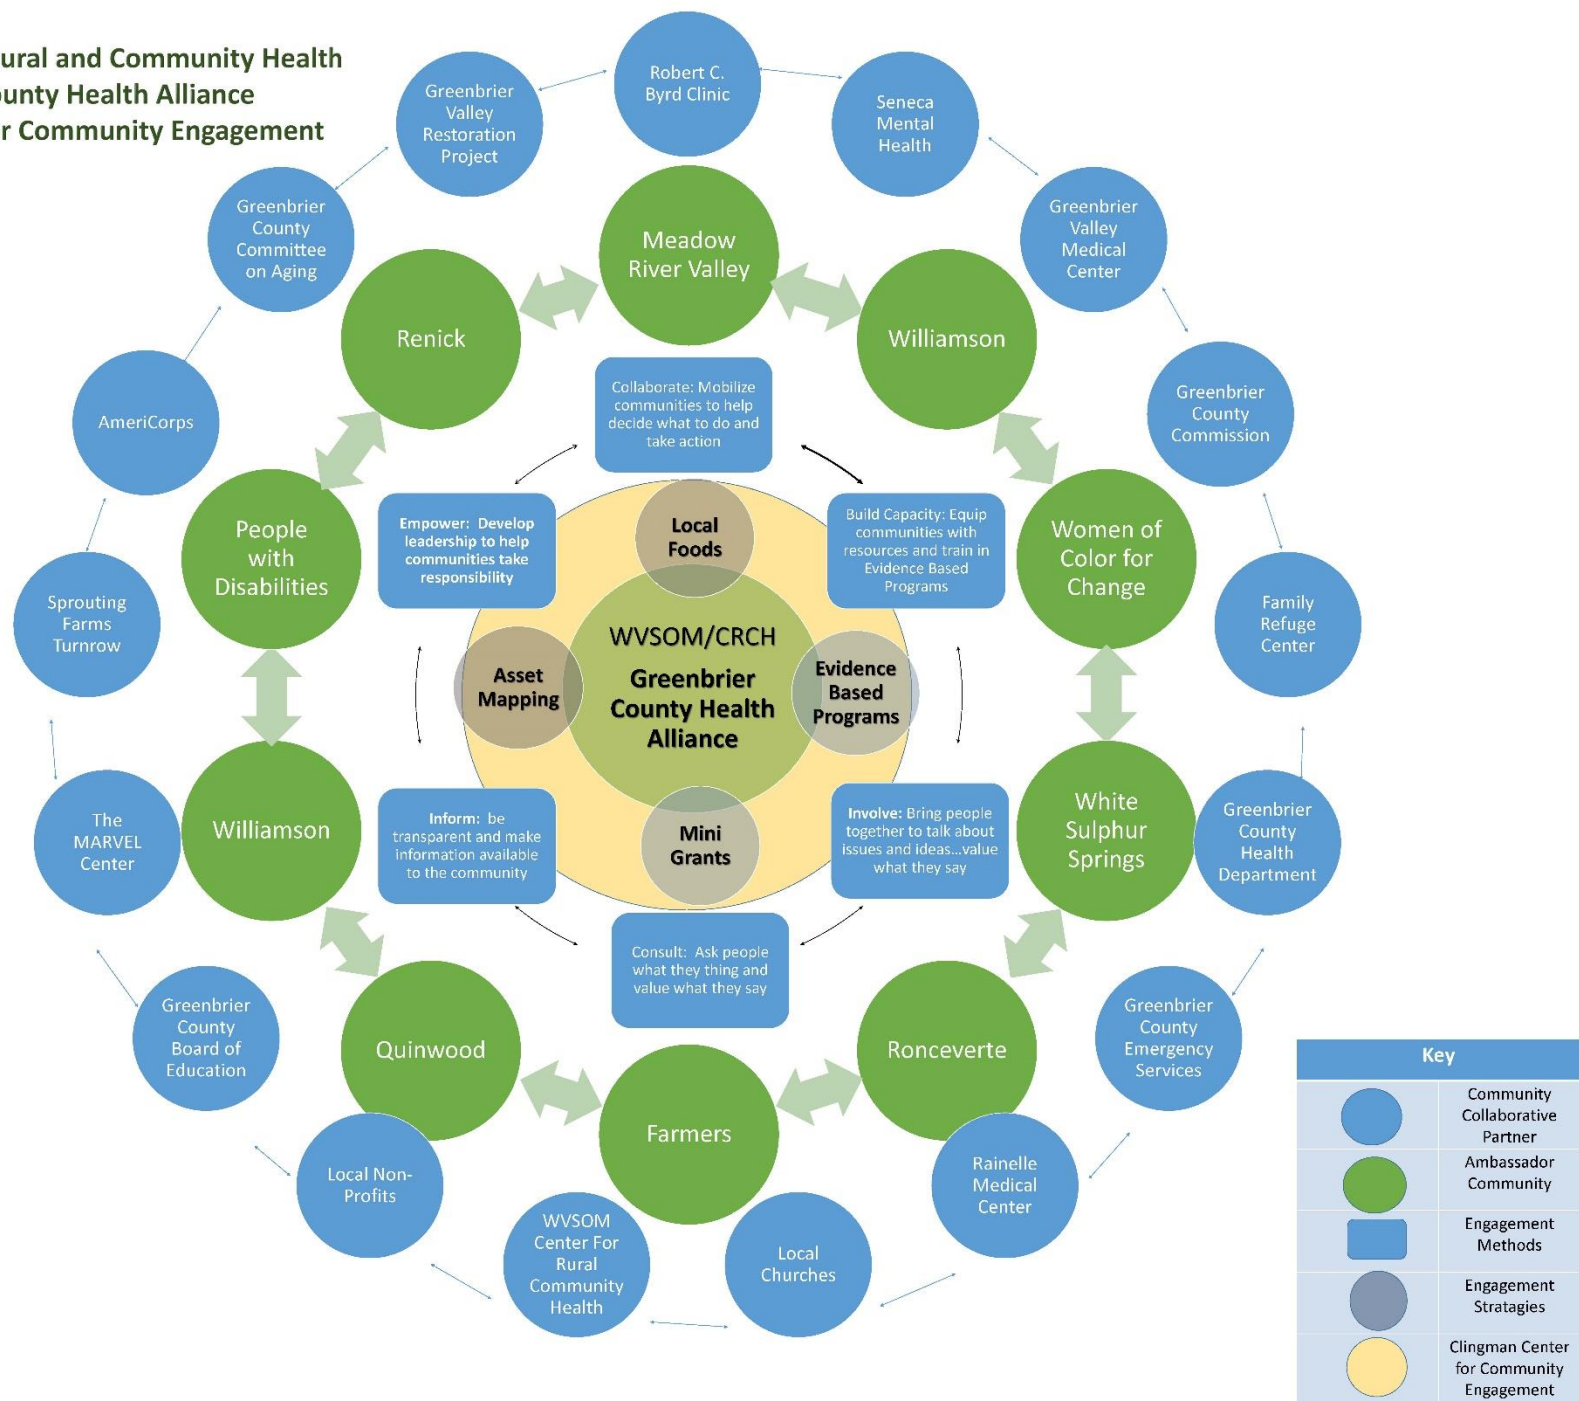 ural and Community Health
ounty Health Alliance
r Community Engagement
Robert C.
Byrd Clinic
Seneca
Mental
Health
Greenbrier
Valley
Medical
Center
Greenbrier
County
Commission
Family
Refuge
Center
Greenbrier
County
Health
Department
Greenbrier
County
Emergency
Services
Rainelle
Medical
Center
Local
Churches
WVSOM
Center For
Rural
Community
Health
Local Non-
Profits
Greenbrier
County
Board of
Education
The
MARVEL
Center
Sprouting
Farms
Turnrow
AmeriCorps
Greenbrier
County
Committee
on Aging
Greenbrier
Valley
Restoration
Project
Meadow
River Valley
Williamson
Women of
Color for
Change
White
Sulphur
Springs
Ronceverte
Farmers
Quinwood
Williamson
People
with
Disabilities
Renick
Collaborate: Mobilize
communities to help
decide what to do and
take action
Build Capacity: Equip
communities with
resources and train in
Evidence Based
Programs
Involve: Bring people
together to talk about
issues and ideas...value
what they say
Consult: Ask people
what they thing and
value what they say
Inform: be
transparent and make
information available
to the community
Empower: Develop
leadership to help
communities take
responsibility
Local
Foods
Evidence
Based
Programs
Mini
Grants
Asset
Mapping
WVSOM/CRCH
Greenbrier
County Health
Alliance
Key
Community
Collaborative
Partner
Ambassador
Community
Engagement
Methods
Engagement
Stratagies
Clingman Center
for Community
Engagement